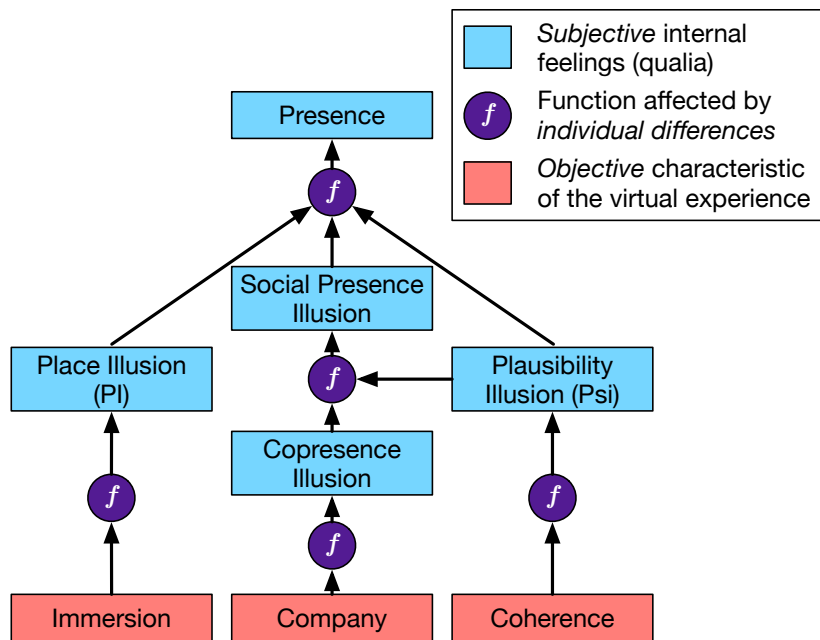 Subjective internal
feelings (qualia)
f
Function affected by
individual differences
Objective characteristic
of the virtual experience
Presence
f
Social Presence
Illusion
Place Illusion
(PI)
f
Plausibility
Illusion (Psi)
Copresence
Illusion
f
f
f
Immersion
Company
Coherence